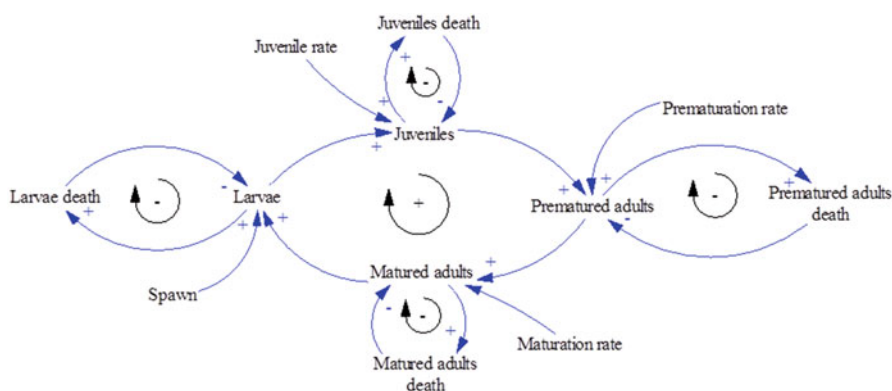 Juveniles death
Juvenile rate
+
-
+
-
Juveniles
+
Prematuration rate
Larvae death
+
-
-
Larvae
+
+
+
+
+
Prematured adults
+
-
-
Prematured adults
death
Spawn
+
Matured adults
-
-
+
Matured adults
death
Maturation rate